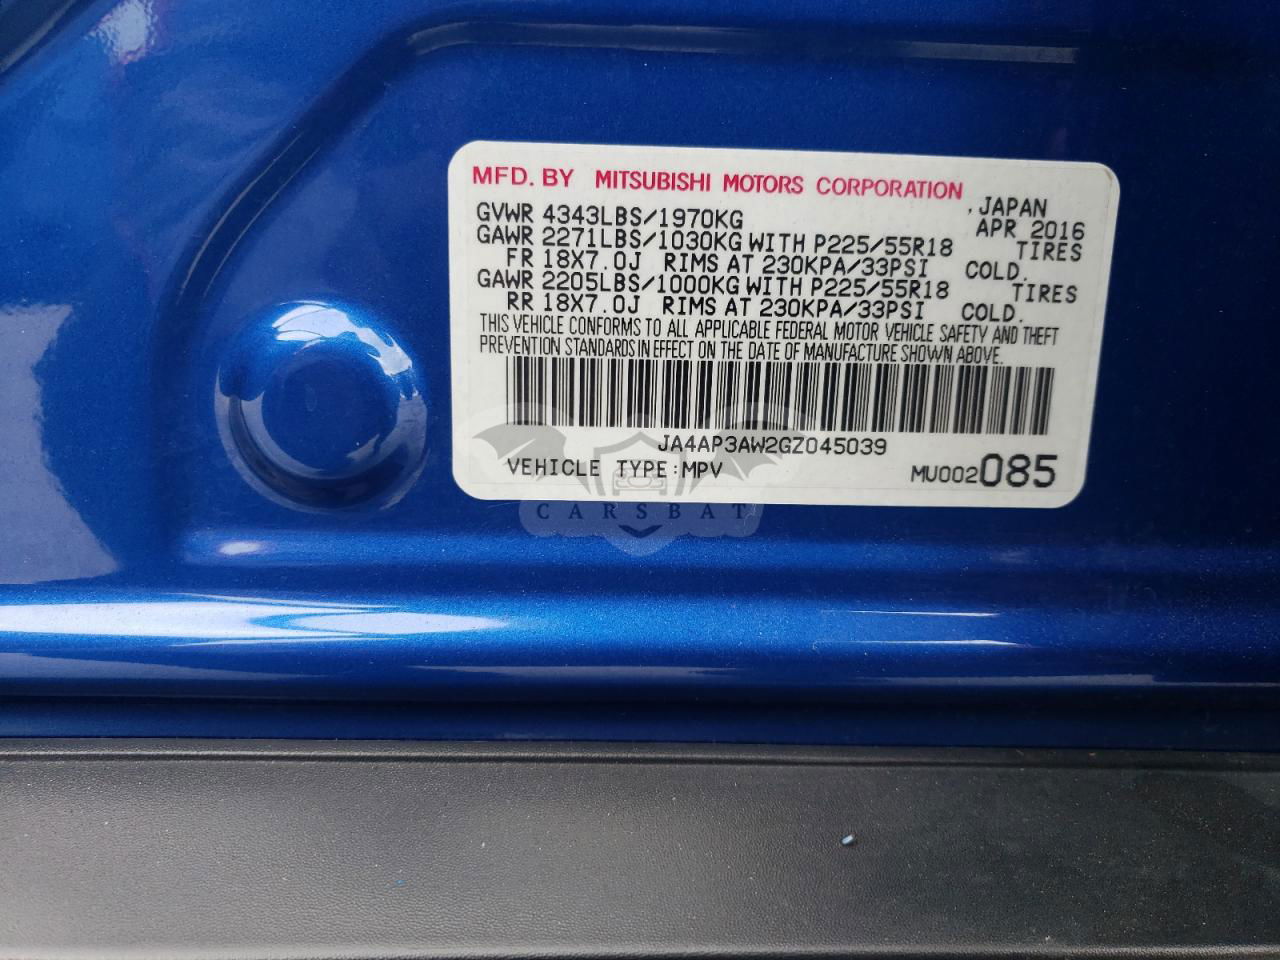 MFD. BY MITSUBISHI MOTORS CORPORATION , JAPAN
GVWR 4343LBS/1970KG APR 2016
GAWR 2271LBS/1030KG WITH P225/55R18 TIRES
FR 18X7.0J RIMS AT 230KPA/33PSI COLD.
GAWR 2205LBS/1000KG WITH P225/55R18 TIRES
RR 18X7.0J RIMS AT 230KPA/33PSI COLD.
THIS VEHICLE CONFORMS TO ALL APPLICABLE FEDERAL MOTOR VEHICLE SAFETY AND THEFT
PREVENTION STANDARDS IN EFFECT ON THE DATE OF MANUFACTURE SHOWN ABOVE.
JA4AP3AW2GZ045039
VEHICLE TYPE:MPV MU002085
CARSBAT